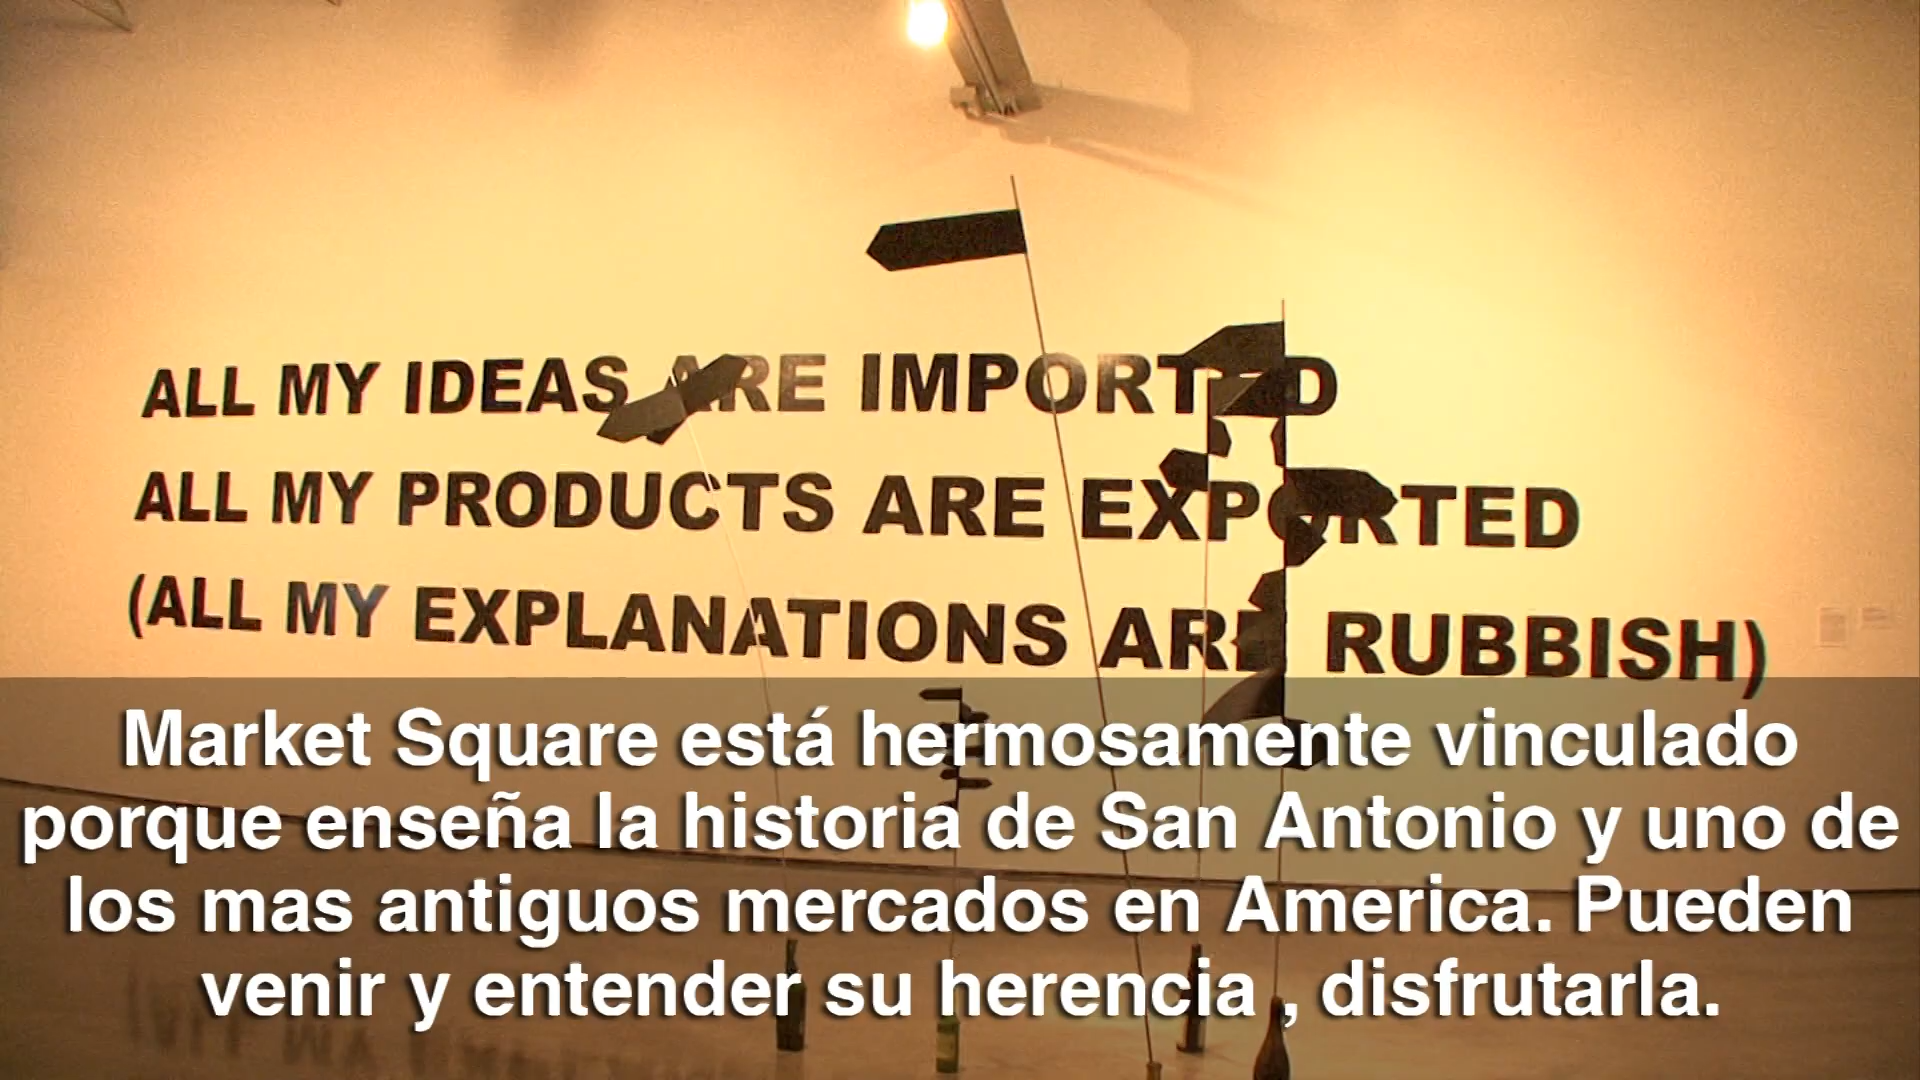 ALL MY IDEAS ARE IMPORTED
ALL MY PRODUCTS ARE EXPORTED
(ALL MY EXPLANATIONS ARE RUBBISH)
Market Square está hermosamente vinculado
porque enseña la historia de San Antonio y uno de
los mas antiguos mercados en America. Pueden
venir y entender su herencia , disfrutarla.